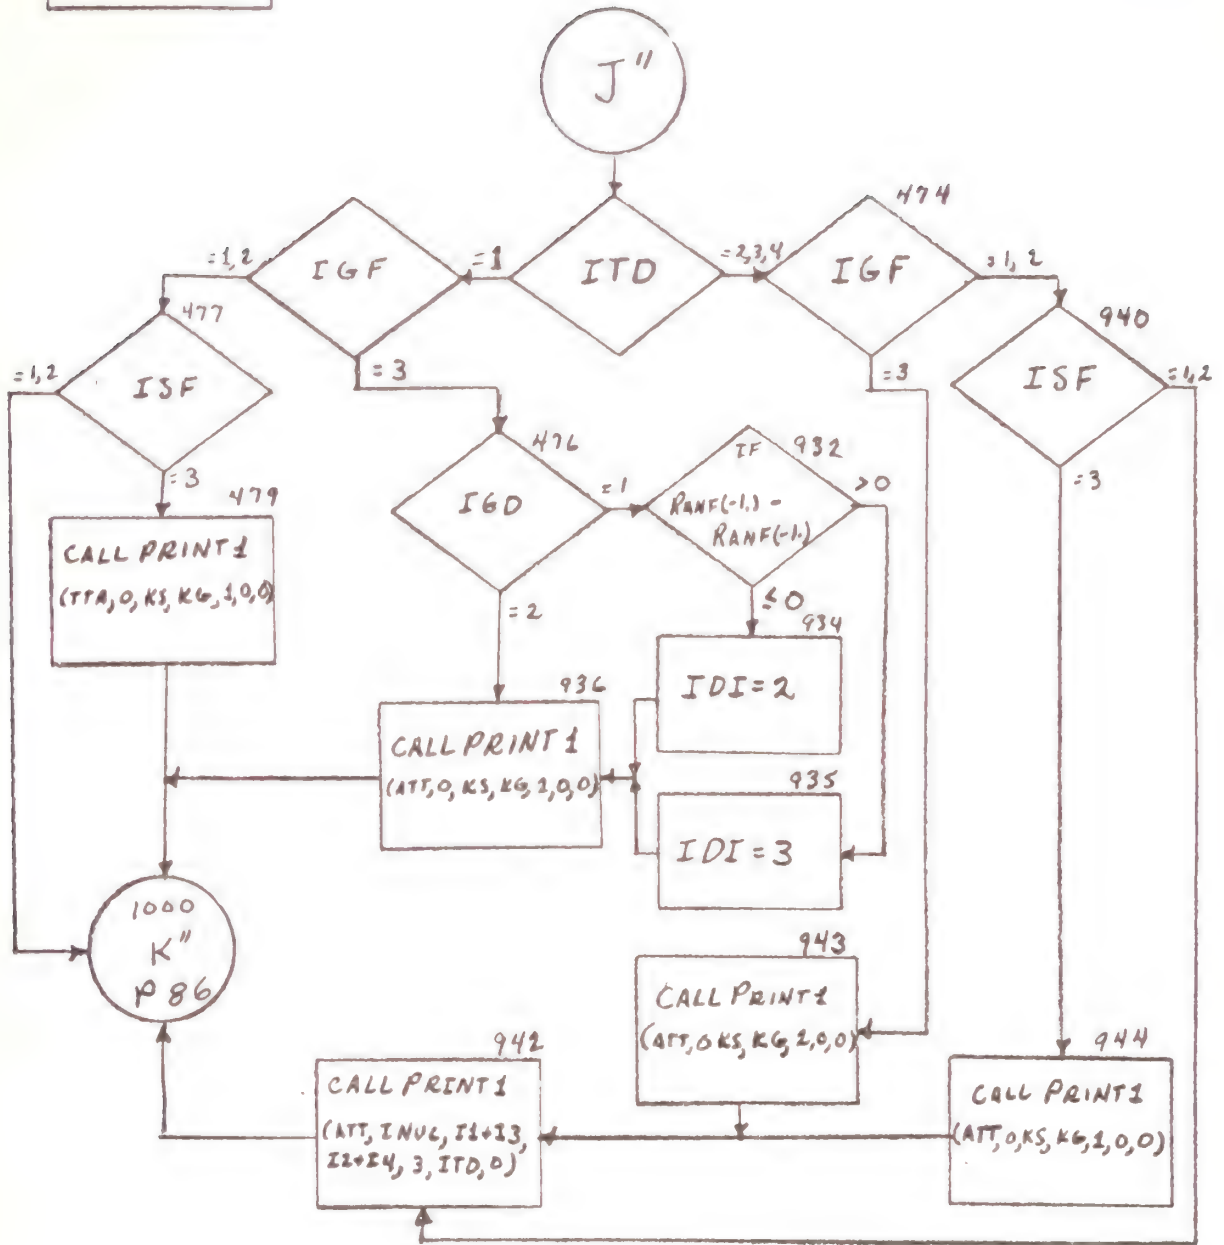 J"
ITD
=1
=2,3,4
IGF
=1,2
=3
474
IGF
=1,2
=3
477
ISF
=1,2
=3
940
ISF
=1,2
=3
476
IGD
=1
=2
932
IF
RANF(-1.) -
RANF(-1.)
>0
≤0
479
CALL PRINT1
(TTA,0,KS,KG,1,0,0)
934
IDI=2
936
CALL PRINT1
(ATT,0,KS,KG,2,0,0)
935
IDI=3
1000
K"
P 86
943
CALL PRINT1
(ATT,0 KS,KG,2,0,0)
942
CALL PRINT1
(ATT, INUL, I1+I3,
I2+I4, 3, ITD, 0)
944
CALL PRINT1
(ATT,0,KS,KG,1,0,0)